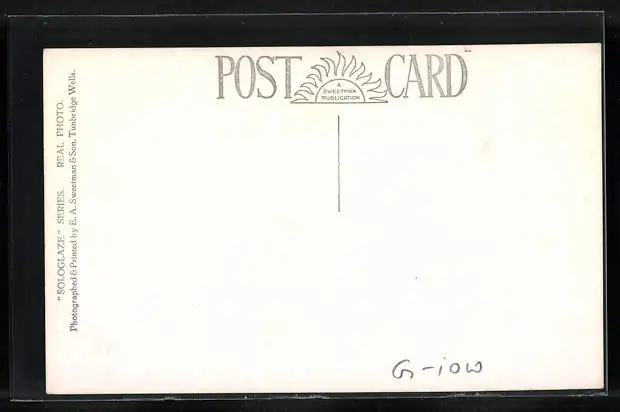 POST CARD
A
SWEETMAN
PUBLICATION
"SOLOGLAZE" SERIES. REAL PHOTO.
Photographed & Printed by E. A. Sweetman & Son, Tunbridge Wells.
G-IOW